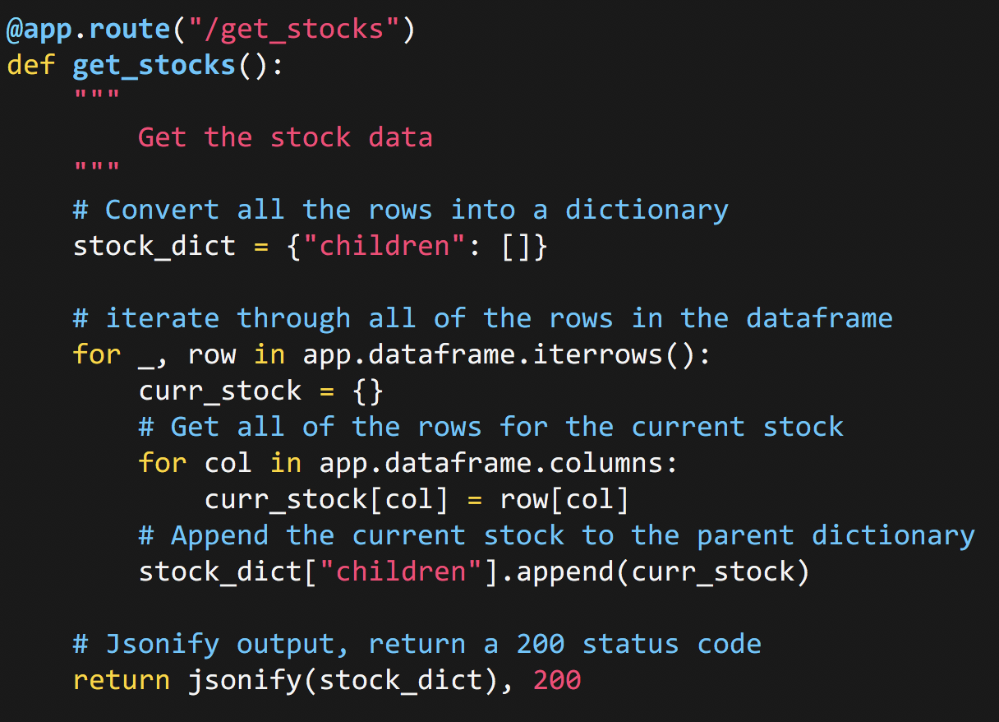 @app.route("/get_stocks")
def get_stocks():
    """
        Get the stock data
    """
    # Convert all the rows into a dictionary
    stock_dict = {"children": []}

    # iterate through all of the rows in the dataframe
    for _, row in app.dataframe.iterrows():
        curr_stock = {}
        # Get all of the rows for the current stock
        for col in app.dataframe.columns:
            curr_stock[col] = row[col]
        # Append the current stock to the parent dictionary
        stock_dict["children"].append(curr_stock)

    # Jsonify output, return a 200 status code
    return jsonify(stock_dict), 200